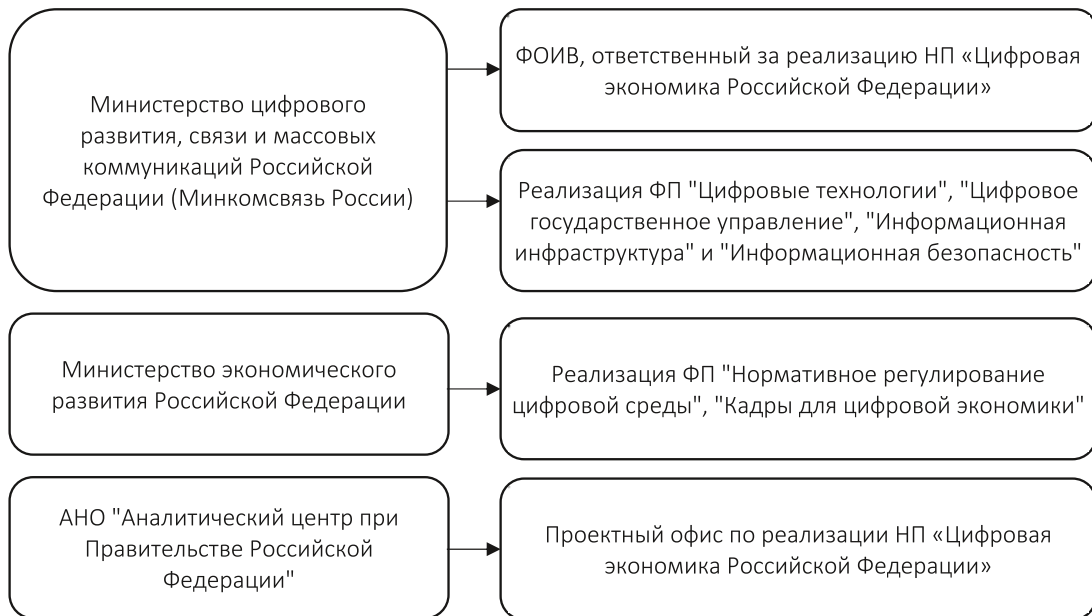 Министерство цифрового
развития, связи и массовых
коммуникаций Российской
Федерации (Минкомсвязь России)
ФОИВ, ответственный за реализацию НП «Цифровая
экономика Российской Федерации»
Реализация ФП "Цифровые технологии", "Цифровое
государственное управление", "Информационная
инфраструктура" и "Информационная безопасность"
Министерство экономического
развития Российской Федерации
Реализация ФП "Нормативное регулирование
цифровой среды", "Кадры для цифровой экономики"
АНО "Аналитический центр при
Правительстве Российской
Федерации"
Проектный офис по реализации НП «Цифровая
экономика Российской Федерации»